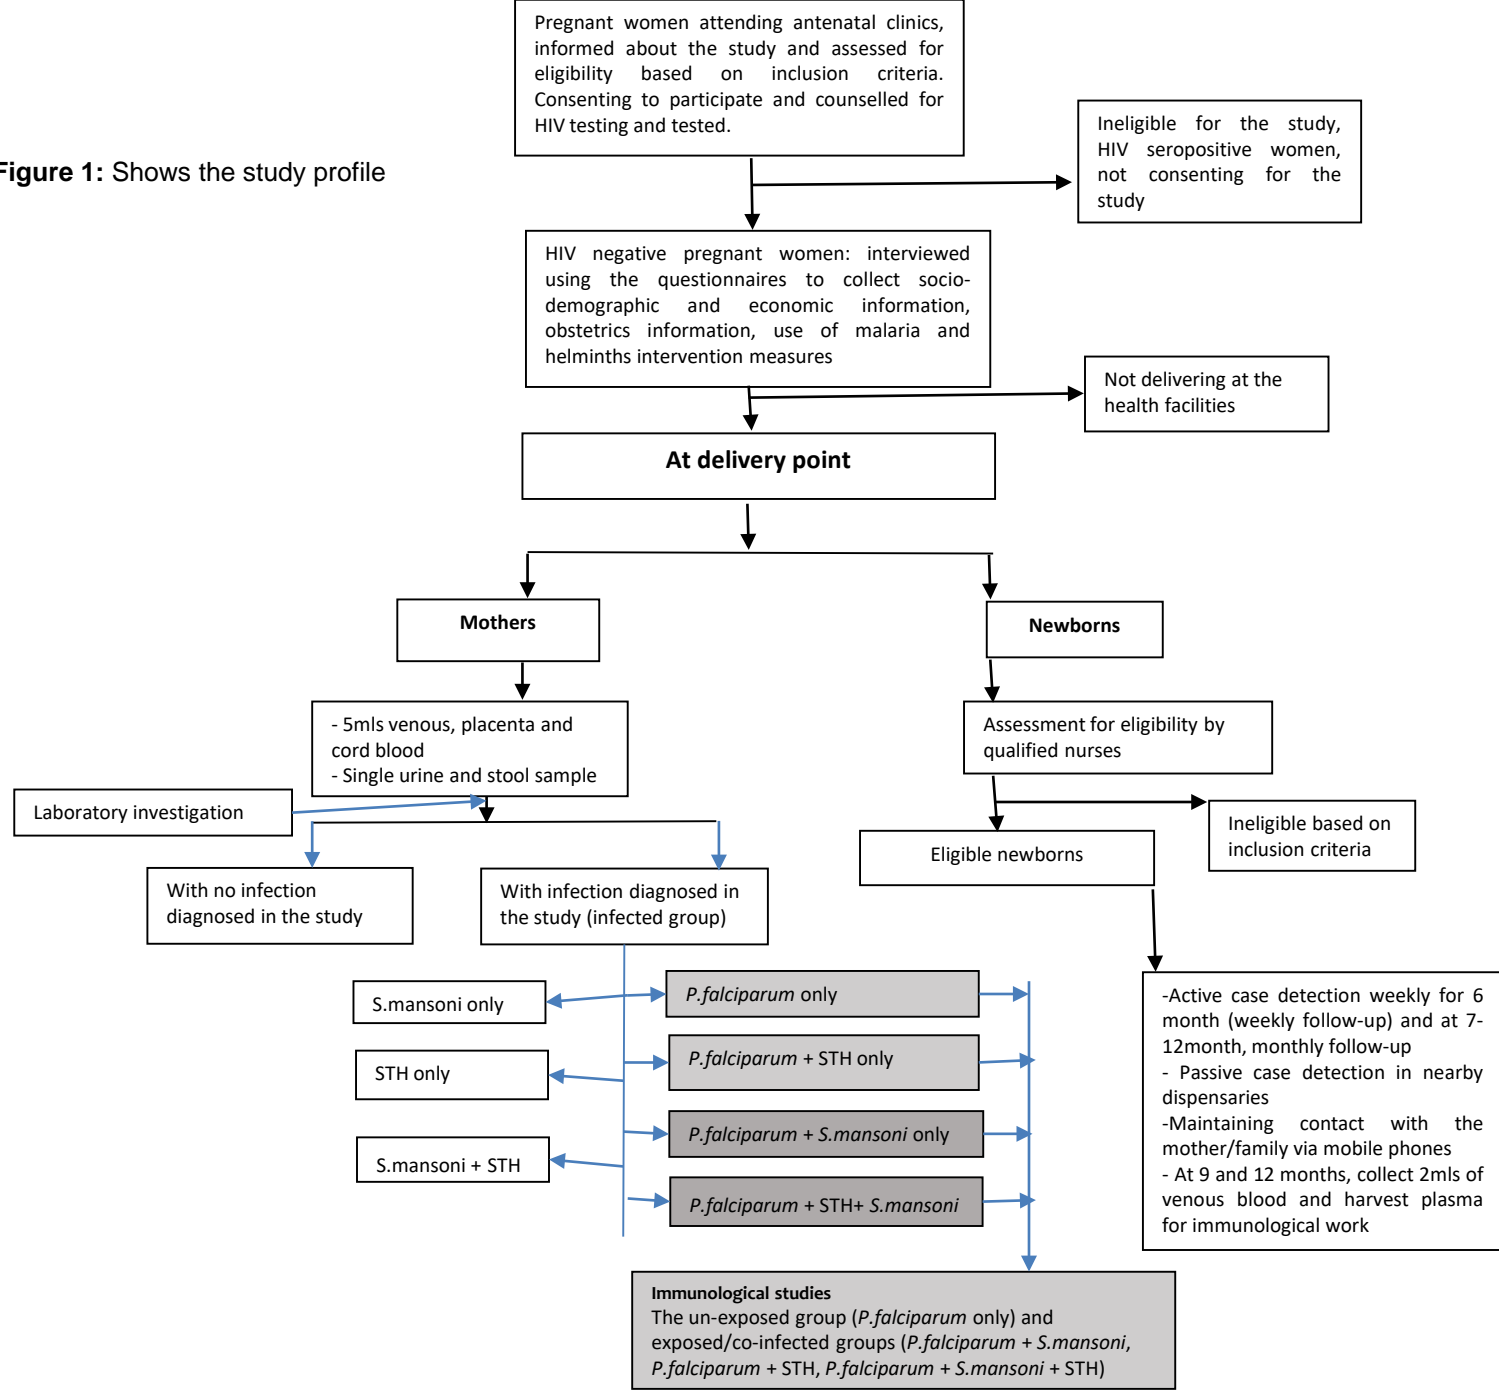 Pregnant women attending antenatal clinics,
informed about the study and assessed for
eligibility based on inclusion criteria.
Consenting to participate and counselled for
HIV testing and tested.
Ineligible for the study,
HIV seropositive women,
not consenting for the
study
Figure 1: Shows the study profile
HIV negative pregnant women: interviewed
using the questionnaires to collect socio-
demographic and economic information,
obstetrics information, use of malaria and
helminths intervention measures
Not delivering at the
health facilities
At delivery point
Mothers
Newborns
- 5mls venous, placenta and
cord blood
- Single urine and stool sample
Assessment for eligibility by
qualified nurses
Laboratory investigation
Ineligible based on
inclusion criteria
Eligible newborns
With no infection
diagnosed in the study
With infection diagnosed in
the study (infected group)
S.mansoni only
P.falciparum only
STH only
P.falciparum + STH only
P.falciparum + S.mansoni only
S.mansoni + STH
P.falciparum + STH+ S.mansoni
-Active case detection weekly for 6
month (weekly follow-up) and at 7-
12month, monthly follow-up
- Passive case detection in nearby
dispensaries
-Maintaining contact with the
mother/family via mobile phones
- At 9 and 12 months, collect 2mls of
venous blood and harvest plasma
for immunological work
Immunological studies
The un-exposed group (P.falciparum only) and
exposed/co-infected groups (P.falciparum + S.mansoni,
P.falciparum + STH, P.falciparum + S.mansoni + STH)